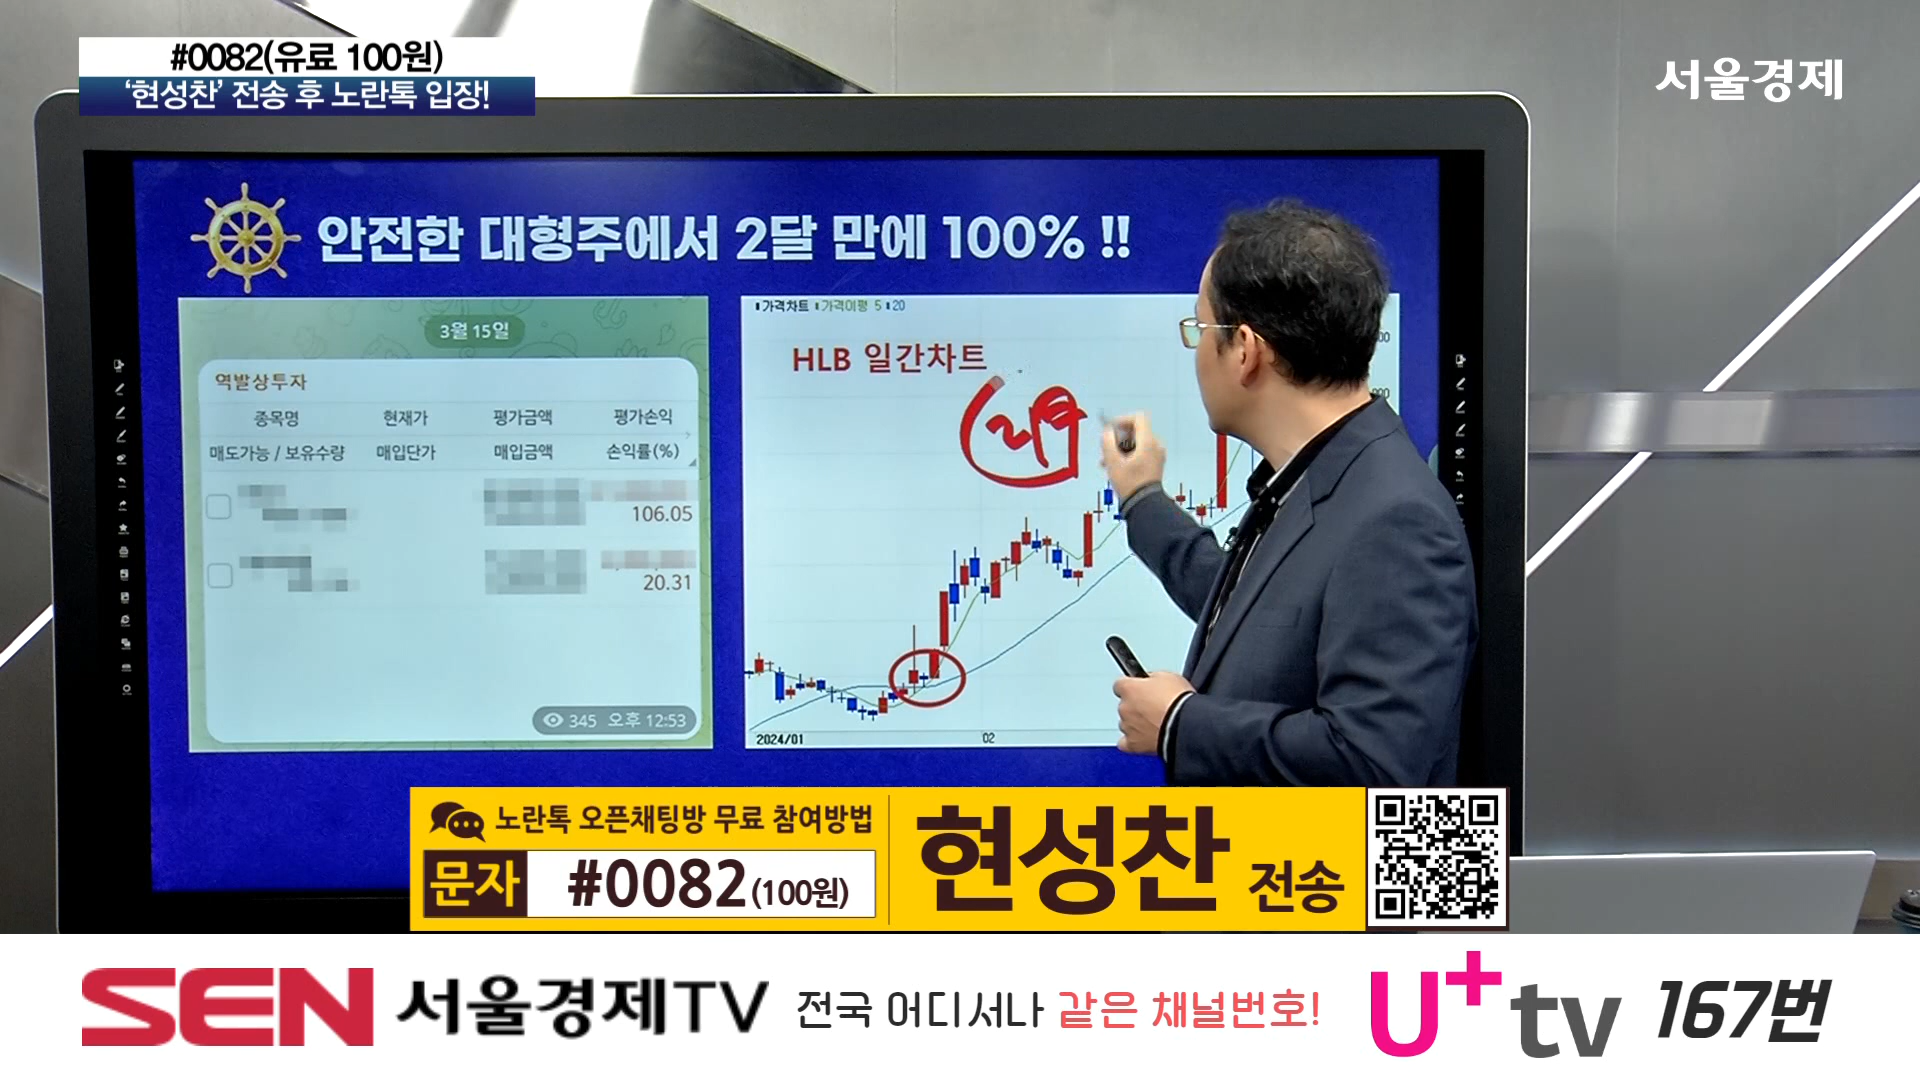 #0082(유료 100원)
‘현성찬’ 전송 후 노란톡 입장!
서울경제
안전한 대형주에서 2달 만에 100% !!
3월 15일
역발상투자
종목명 현재가 평가금액 평가손익
매도가능 / 보유수량 매입단가 매입금액 손익률(%)
106.05
20.31
345 오후 12:53
가격차트 가격이평 5 20
HLB 일간차트
리우
2024/01 02
노란톡 오픈채팅방 무료 참여방법
문자 #0082(100원)
현성찬 전송
SEN 서울경제TV 전국 어디서나 같은 채널번호! U+tv 167번